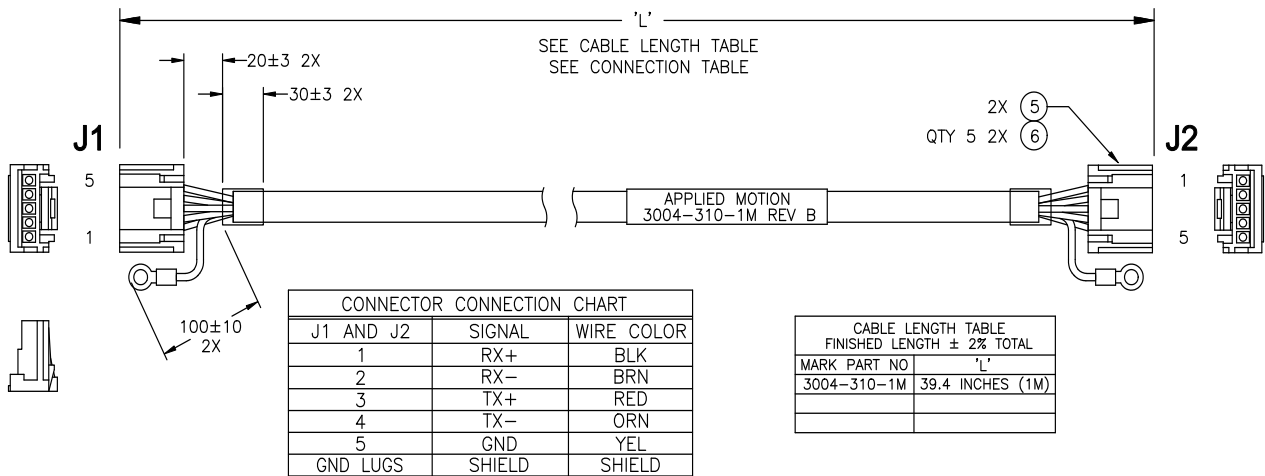 'L'
SEE CABLE LENGTH TABLE
SEE CONNECTION TABLE
20±3 2X
30±3 2X
2X 5
QTY 5 2X 6
J1
J2
5
1
1
5
APPLIED MOTION
3004-310-1M REV B
100±10
2X
CONNECTOR CONNECTION CHART
J1 AND J2 SIGNAL WIRE COLOR
1 RX+ BLK
2 RX- BRN
3 TX+ RED
4 TX- ORN
5 GND YEL
GND LUGS SHIELD SHIELD
CABLE LENGTH TABLE
FINISHED LENGTH ± 2% TOTAL
MARK PART NO 'L'
3004-310-1M 39.4 INCHES (1M)